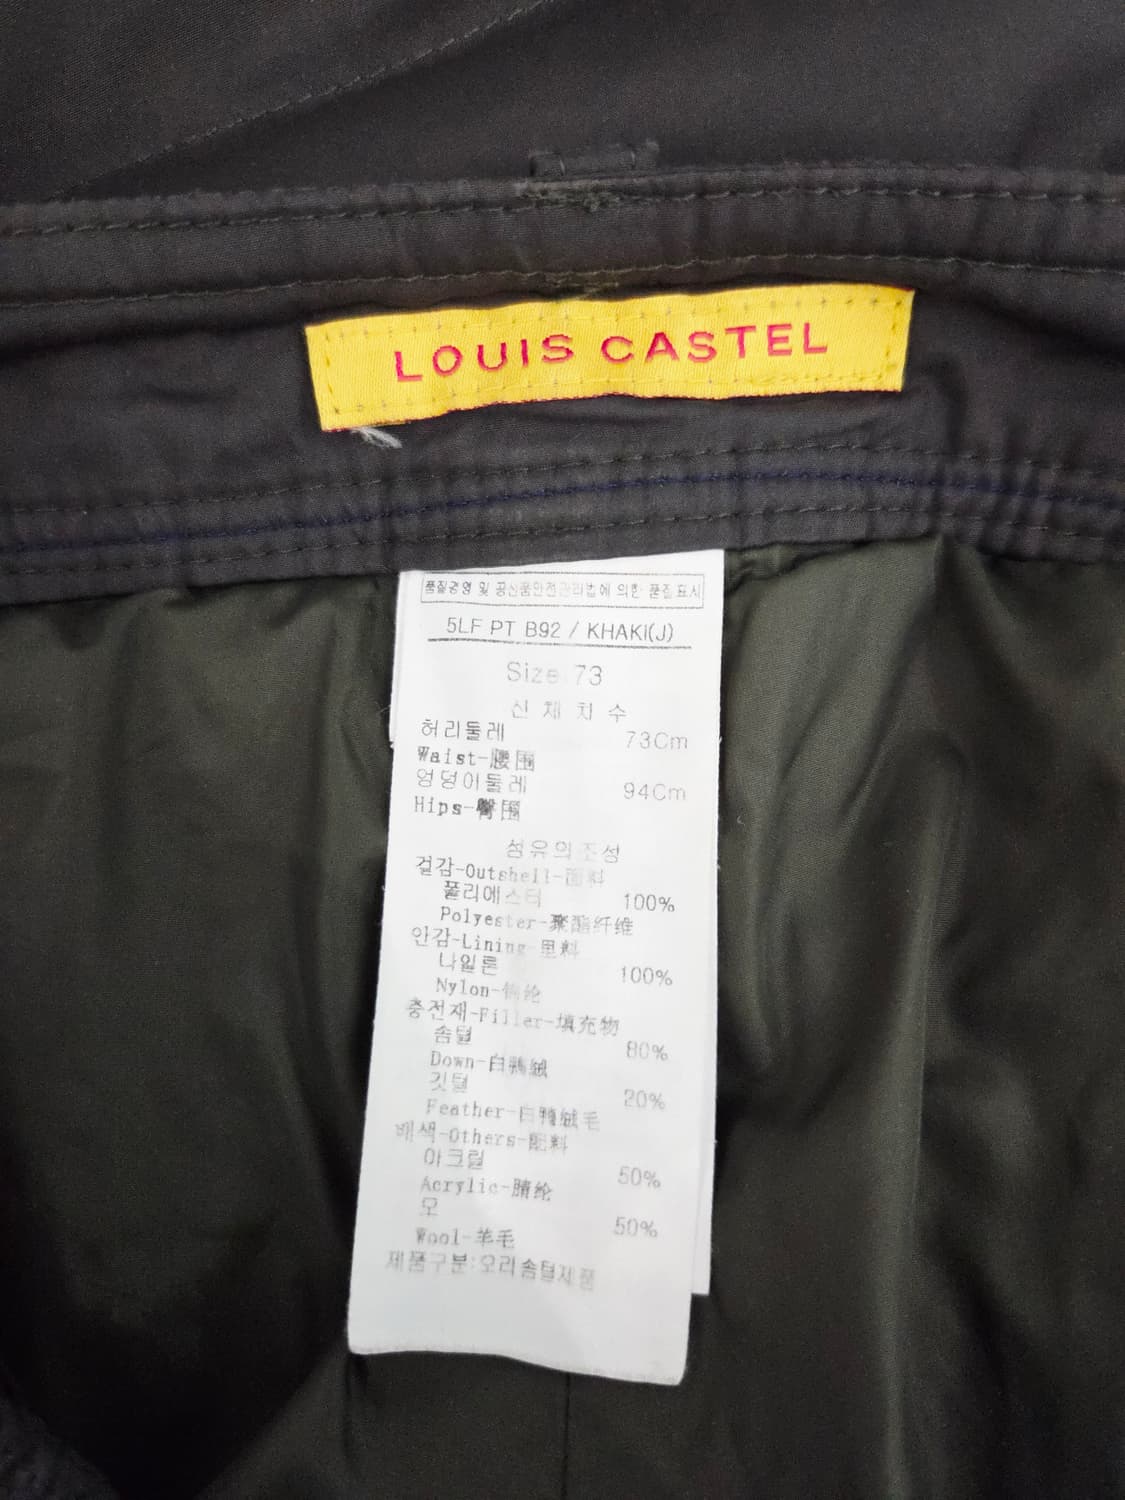 LOUIS CASTEL
품질경영 및 공산품안전관리법에 의한 품질표시
5LF PT B92 / KHAKI(J)
Size 73
신체치수
허리둘레 73Cm
Waist-腰围
엉덩이둘레 94Cm
Hips-臀围
섬유의조성
겉감-Outshell-面料
폴리에스터 100%
Polyester-聚酯纤维
안감-Lining-里料
나일론 100%
Nylon-锦纶
충전재-Filler-填充物
솜털 80%
Down-白鸭绒
깃털 20%
Feather-白鸭绒毛
배색-Others-配料
아크릴 50%
Acrylic-腈纶
모 50%
Wool-羊毛
제품구분:오리솜털제품